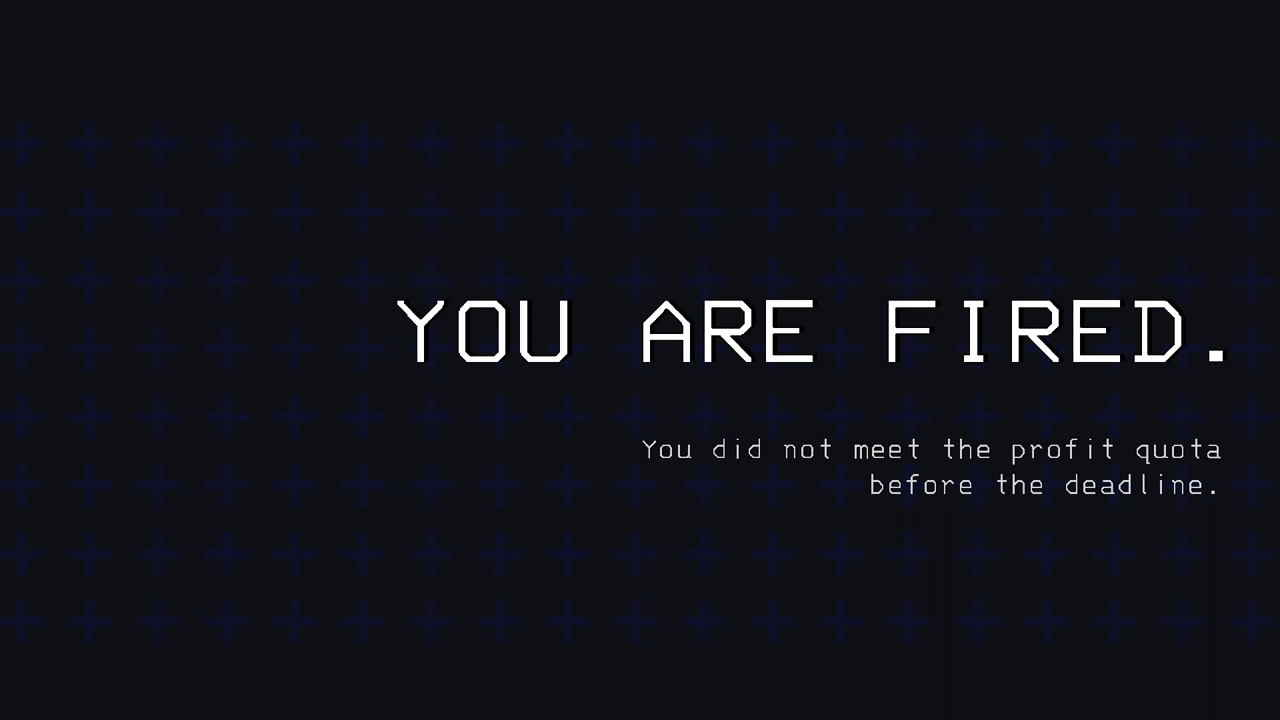 YOU ARE FIRED.
You did not meet the profit quota
before the deadline.